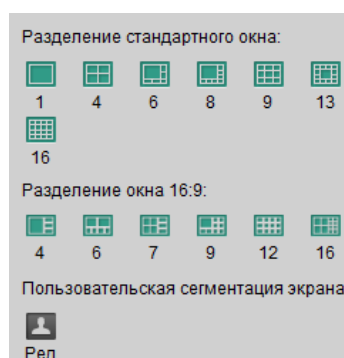 Разделение стандартного окна:
1 4 6 8 9 13
16
Разделение окна 16:9:
4 6 7 9 12 16
Пользовательская сегментация экрана
Рел